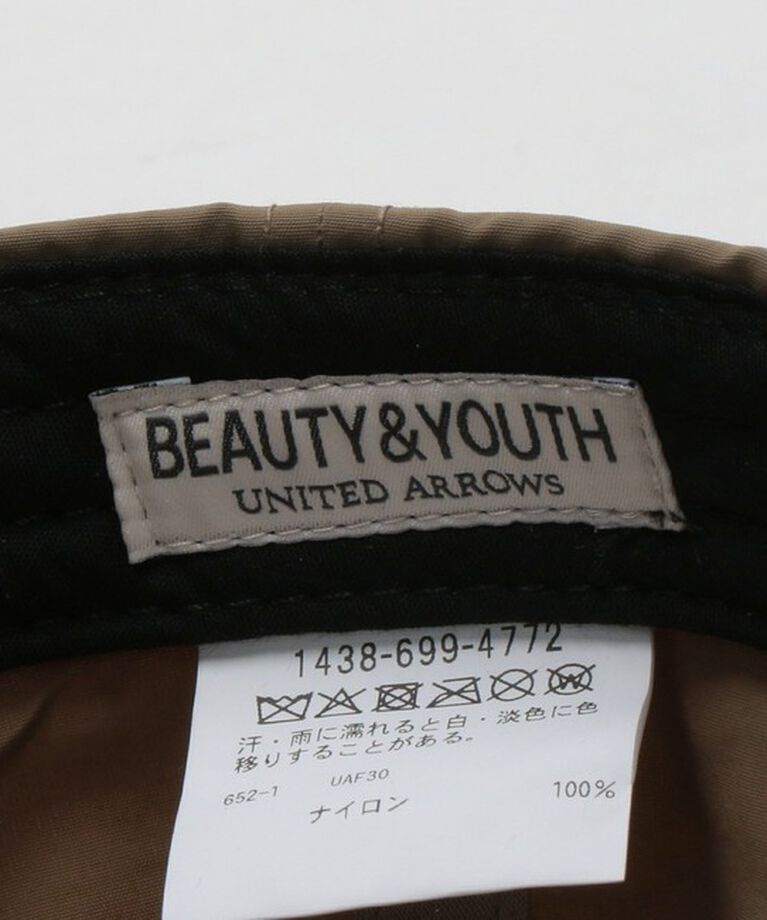 BEAUTY&YOUTH
UNITED ARROWS
1438-699-4772
汗・雨に濡れると白・淡色に色
移りすることがある。
652-1 UAF30
ナイロン 100%